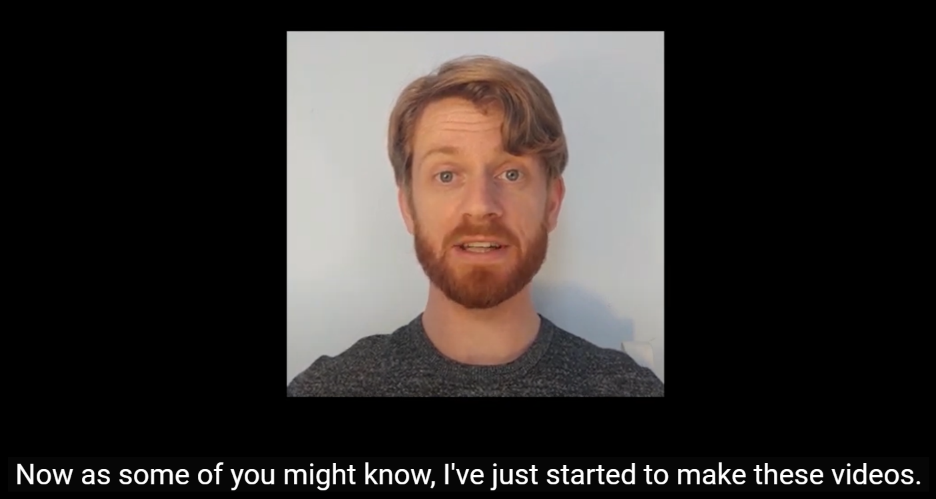 Now as some of you might know, I've just started to make these videos.